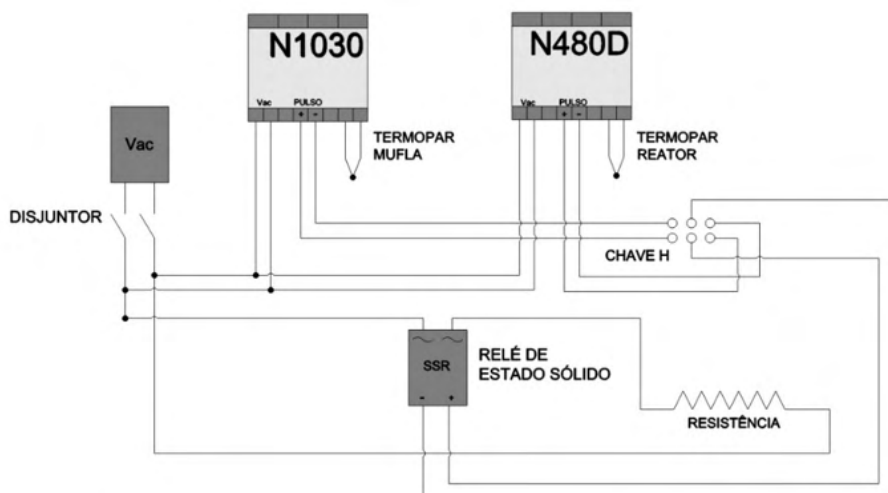 N1030
N480D
Vac PULSO
+ -
Vac PULSO
+ -
TERMOPAR
MUFLA
TERMOPAR
REATOR
Vac
DISJUNTOR
CHAVE H
SSR
- +
RELÉ DE
ESTADO SÓLIDO
RESISTÊNCIA